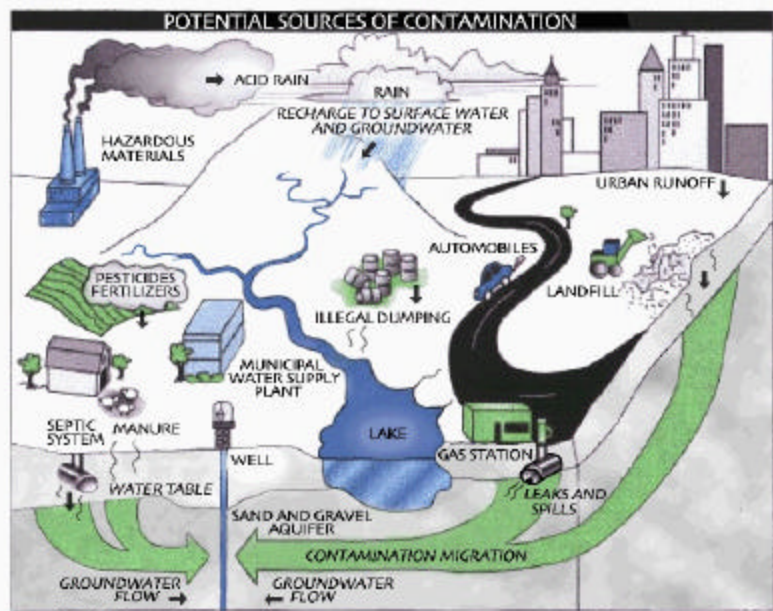 POTENTIAL SOURCES OF CONTAMINATION
ACID RAIN
RAIN
RECHARGE TO SURFACE WATER
AND GROUNDWATER
HAZARDOUS
MATERIALS
URBAN RUNOFF
AUTOMOBILES
PESTICIDES
FERTILIZERS
LANDFILL
ILLEGAL DUMPING
MUNICIPAL
WATER SUPPLY
PLANT
SEPTIC
SYSTEM
MANURE
LAKE
WELL
GAS STATION
WATER TABLE
LEAKS AND
SPILLS
SAND AND GRAVEL
AQUIFER
CONTAMINATION MIGRATION
GROUNDWATER
FLOW
GROUNDWATER
FLOW